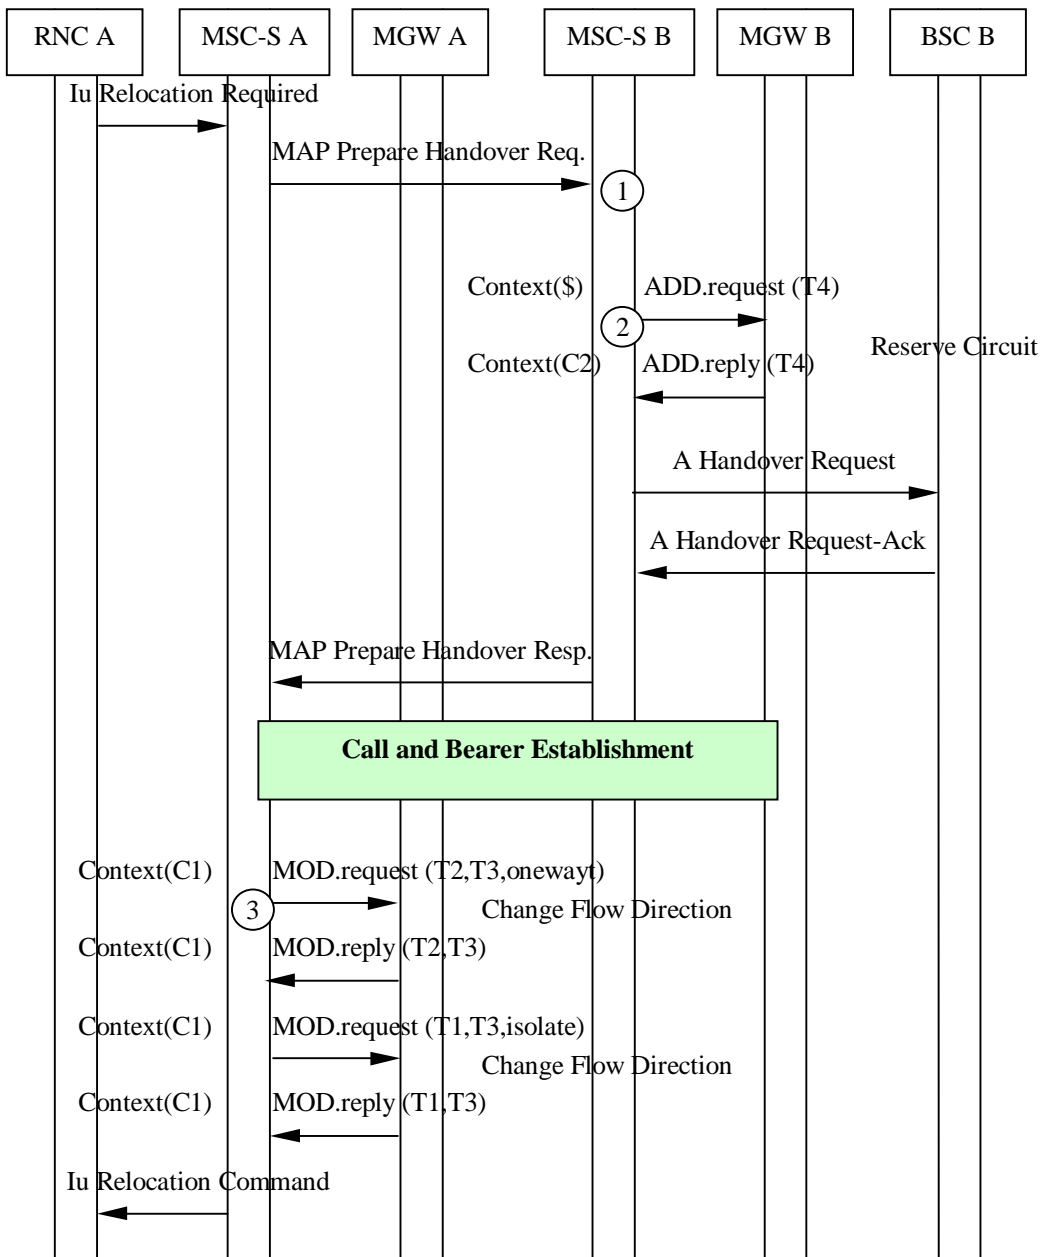 RNC A
MSC-S A
MGW A
MSC-S B
MGW B
BSC B
Iu Relocation Required
MAP Prepare Handover Req.
1
Context($)
ADD.request (T4)
2
Reserve Circuit
Context(C2)
ADD.reply (T4)
A Handover Request
A Handover Request-Ack
MAP Prepare Handover Resp.
Call and Bearer Establishment
Context(C1)
MOD.request (T2,T3,onewayt)
3
Change Flow Direction
Context(C1)
MOD.reply (T2,T3)
Context(C1)
MOD.request (T1,T3,isolate)
Change Flow Direction
Context(C1)
MOD.reply (T1,T3)
Iu Relocation Command